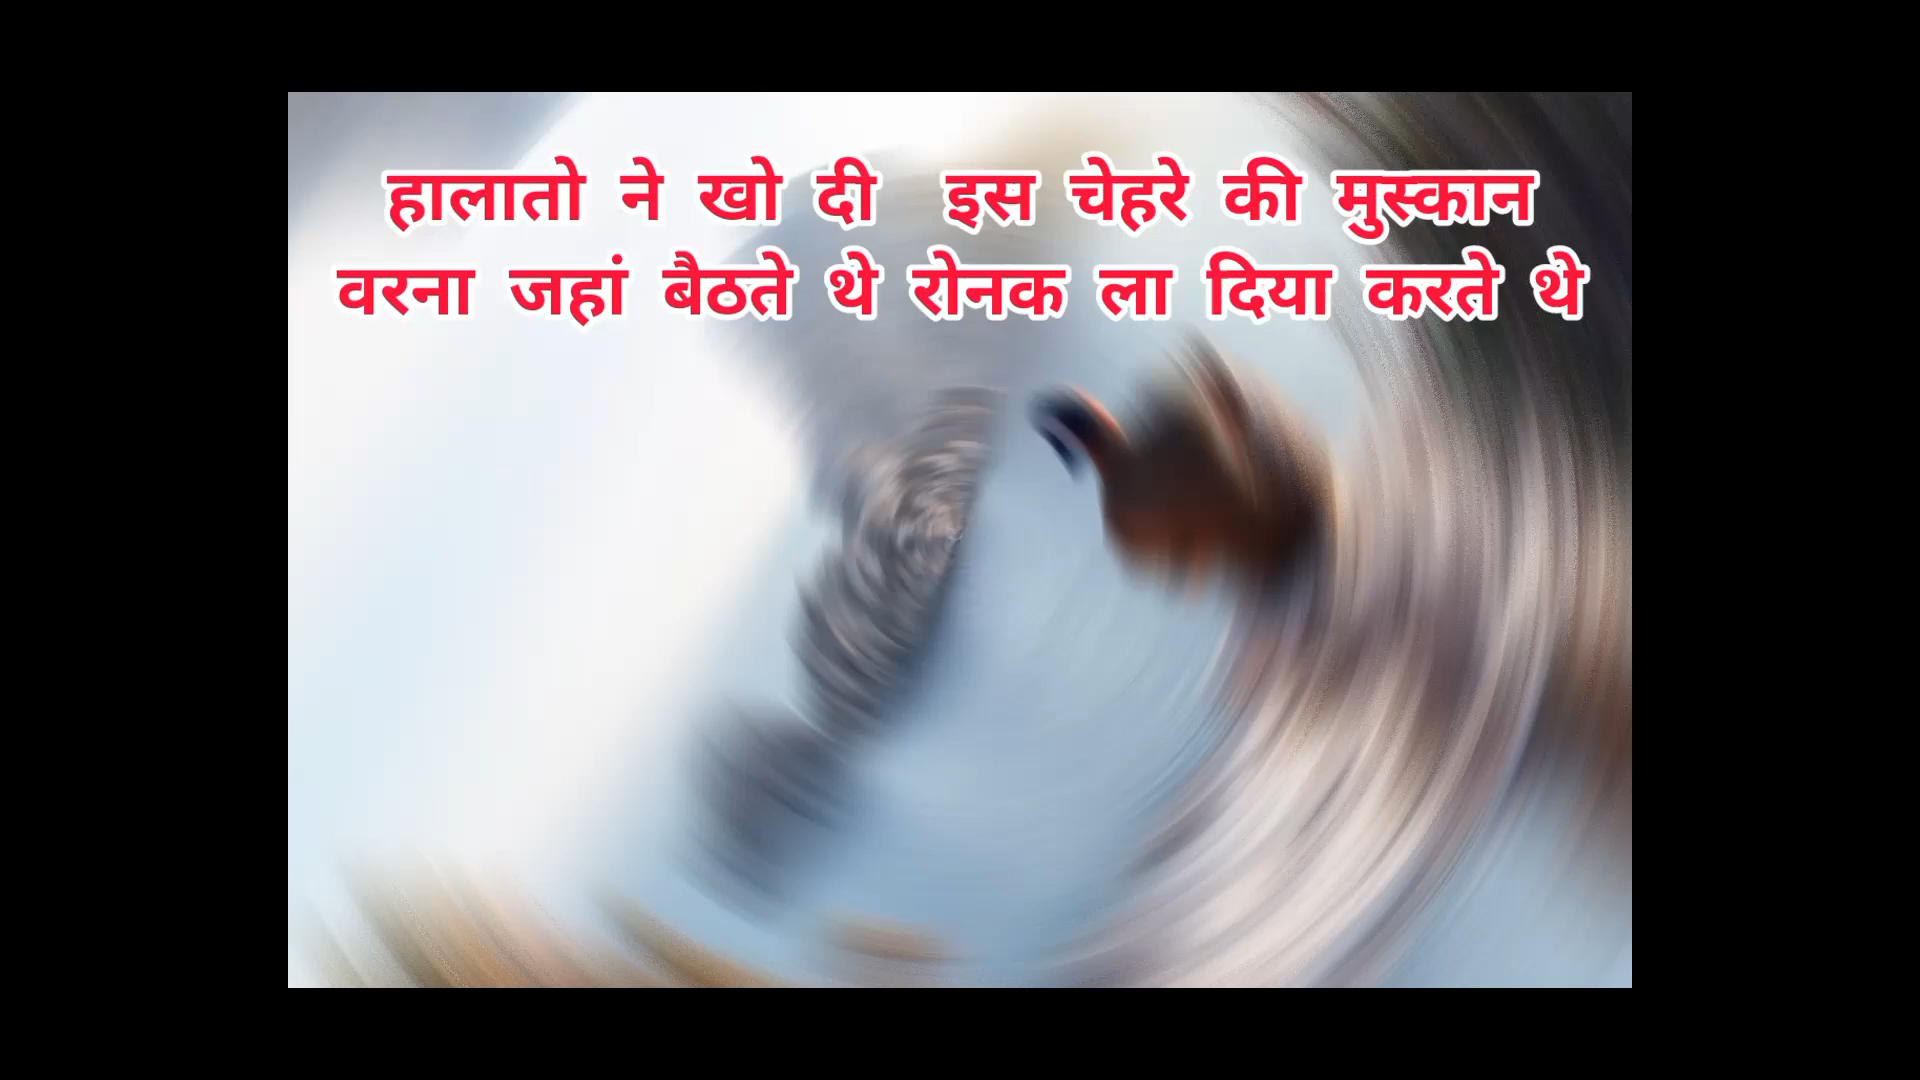 हालातो ने खो दी इस चेहरे की मुस्कान
वरना जहां बैठते थे रोनक ला दिया करते थे